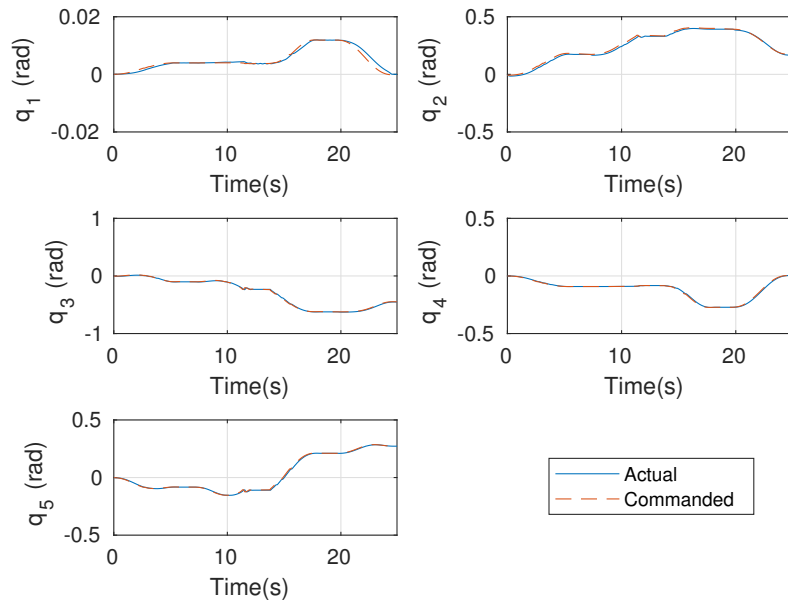 0.02
0
-0.02
q1 (rad)
0 10 20
Time(s)
0.5
0
-0.5
q2 (rad)
0 10 20
Time(s)
1
0
-1
q3 (rad)
0 10 20
Time(s)
0.5
0
-0.5
q4 (rad)
0 10 20
Time(s)
0.5
0
-0.5
q5 (rad)
0 10 20
Time(s)
Actual
Commanded